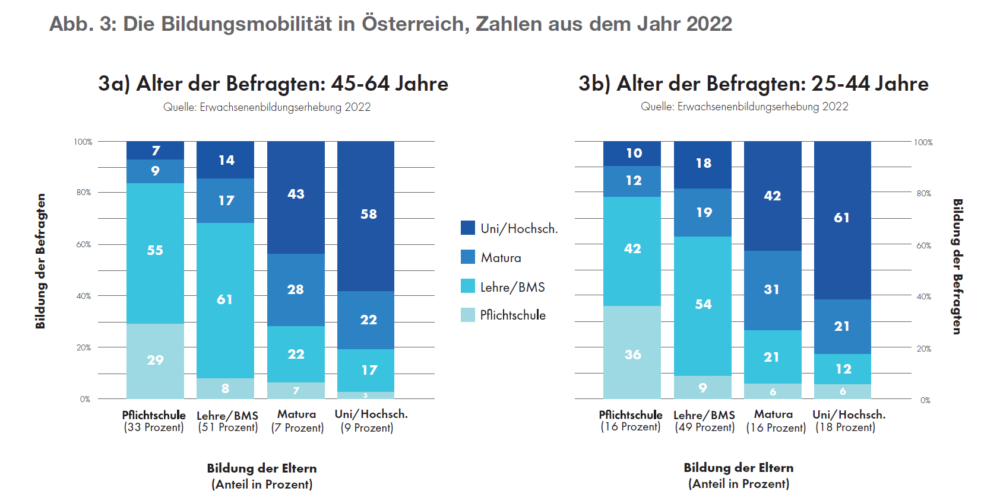 Abb. 3: Die Bildungsmobilität in Österreich, Zahlen aus dem Jahr 2022
3a) Alter der Befragten: 45-64 Jahre
Quelle: Erwachsenenbildungserhebung 2022
Bildung der Befragten
100%
80%
60%
40%
20%
0%
7
9
55
29
14
17
61
8
43
28
22
7
58
22
17
3
Pflichtschule
(33 Prozent)
Lehre/BMS
(51 Prozent)
Matura
(7 Prozent)
Uni/Hochsch.
(9 Prozent)
Bildung der Eltern
(Anteil in Prozent)
Uni/Hochsch.
Matura
Lehre/BMS
Pflichtschule
3b) Alter der Befragten: 25-44 Jahre
Quelle: Erwachsenenbildungserhebung 2022
10
12
42
36
18
19
54
9
42
31
21
6
61
21
12
6
100%
80%
60%
40%
20%
0%
Bildung der Befragten
Pflichtschule
(16 Prozent)
Lehre/BMS
(49 Prozent)
Matura
(16 Prozent)
Uni/Hochsch.
(18 Prozent)
Bildung der Eltern
(Anteil in Prozent)